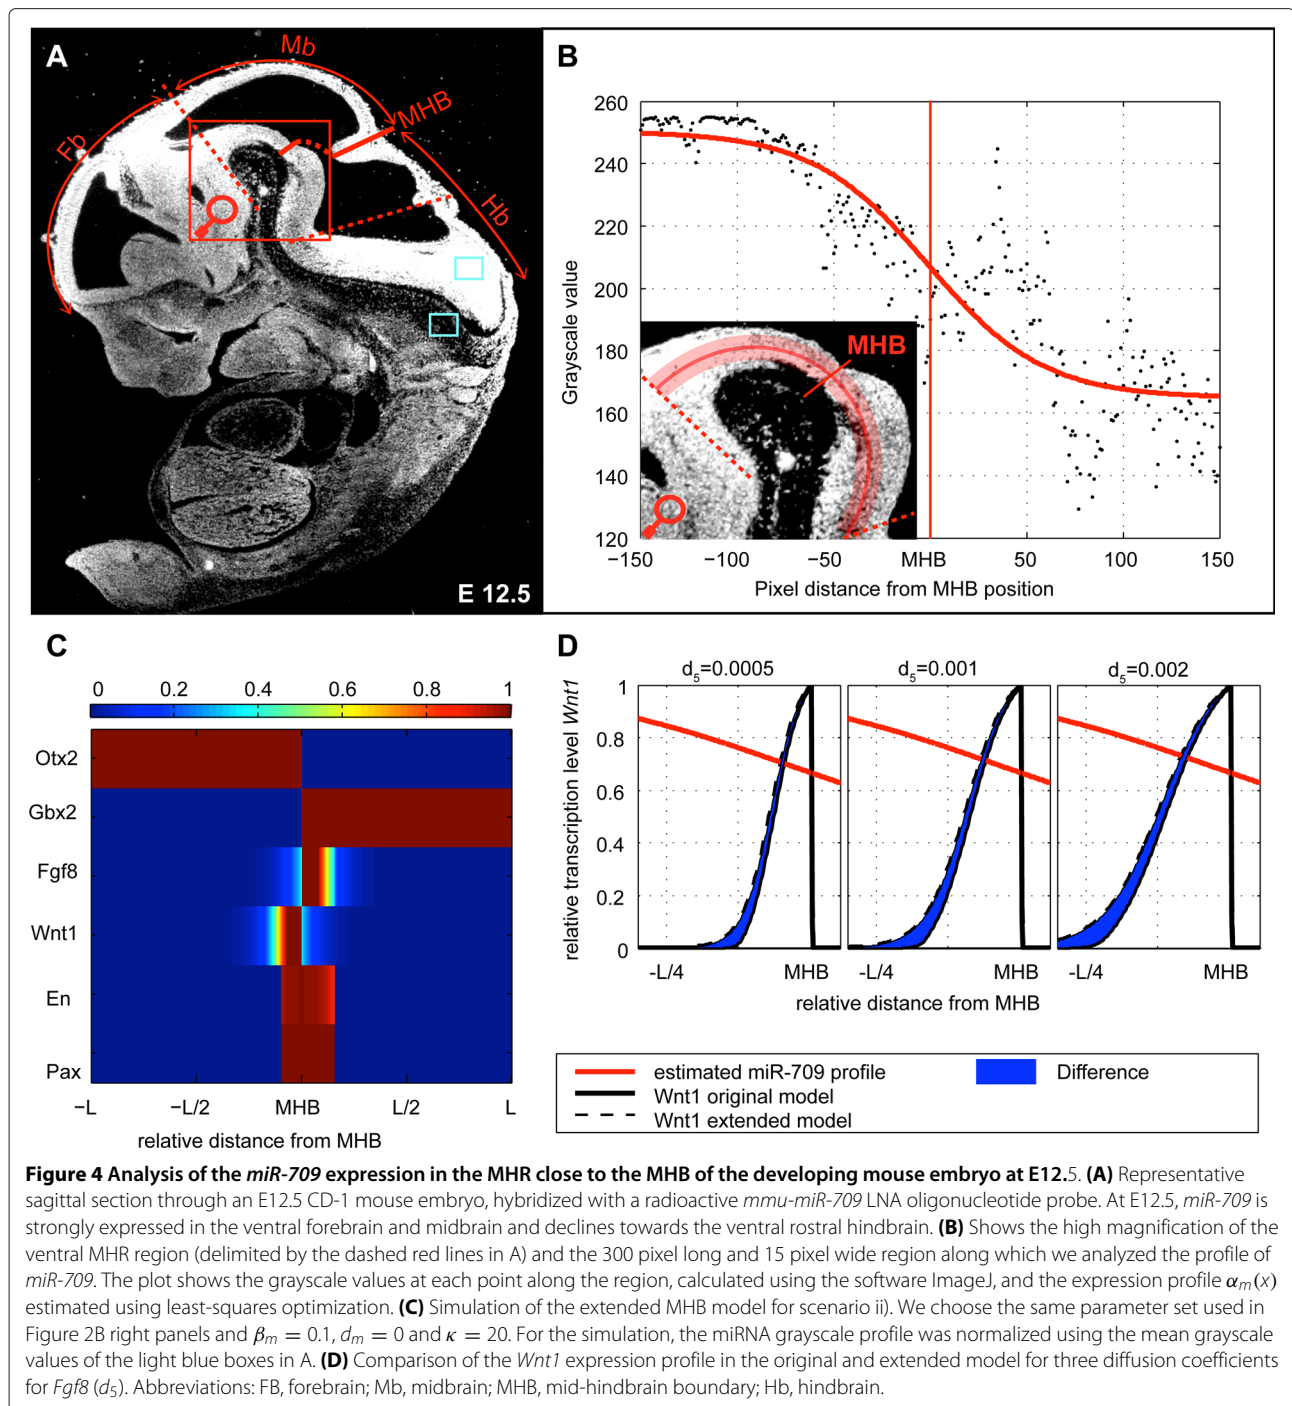 A
Mb
MHB
Fb
Hb
E 12.5
B
260
240
220
200
180
160
140
120
Grayscale value
MHB
−150
−100
−50
MHB
50
100
150
Pixel distance from MHB position
C
0 0.2 0.4 0.6 0.8 1
Otx2
Gbx2
Fgf8
Wnt1
En
Pax
−L −L/2 MHB L/2 L
relative distance from MHB
D
d5=0.0005 d5=0.001 d5=0.002
1
0.8
0.6
0.4
0.2
0
relative transcription level Wnt1
-L/4 MHB -L/4 MHB -L/4 MHB
relative distance from MHB
estimated miR-709 profile Difference
Wnt1 original model
Wnt1 extended model
Figure 4 Analysis of the miR-709 expression in the MHR close to the MHB of the developing mouse embryo at E12.5. (A) Representative
sagittal section through an E12.5 CD-1 mouse embryo, hybridized with a radioactive mmu-miR-709 LNA oligonucleotide probe. At E12.5, miR-709 is
strongly expressed in the ventral forebrain and midbrain and declines towards the ventral rostral hindbrain. (B) Shows the high magnification of the
ventral MHR region (delimited by the dashed red lines in A) and the 300 pixel long and 15 pixel wide region along which we analyzed the profile of
miR-709. The plot shows the grayscale values at each point along the region, calculated using the software ImageJ, and the expression profile αm(x)
estimated using least-squares optimization. (C) Simulation of the extended MHB model for scenario ii). We choose the same parameter set used in
Figure 2B right panels and βm = 0.1, dm = 0 and κ = 20. For the simulation, the miRNA grayscale profile was normalized using the mean grayscale
values of the light blue boxes in A. (D) Comparison of the Wnt1 expression profile in the original and extended model for three diffusion coefficients
for Fgf8 (d5). Abbreviations: FB, forebrain; Mb, midbrain; MHB, mid-hindbrain boundary; Hb, hindbrain.